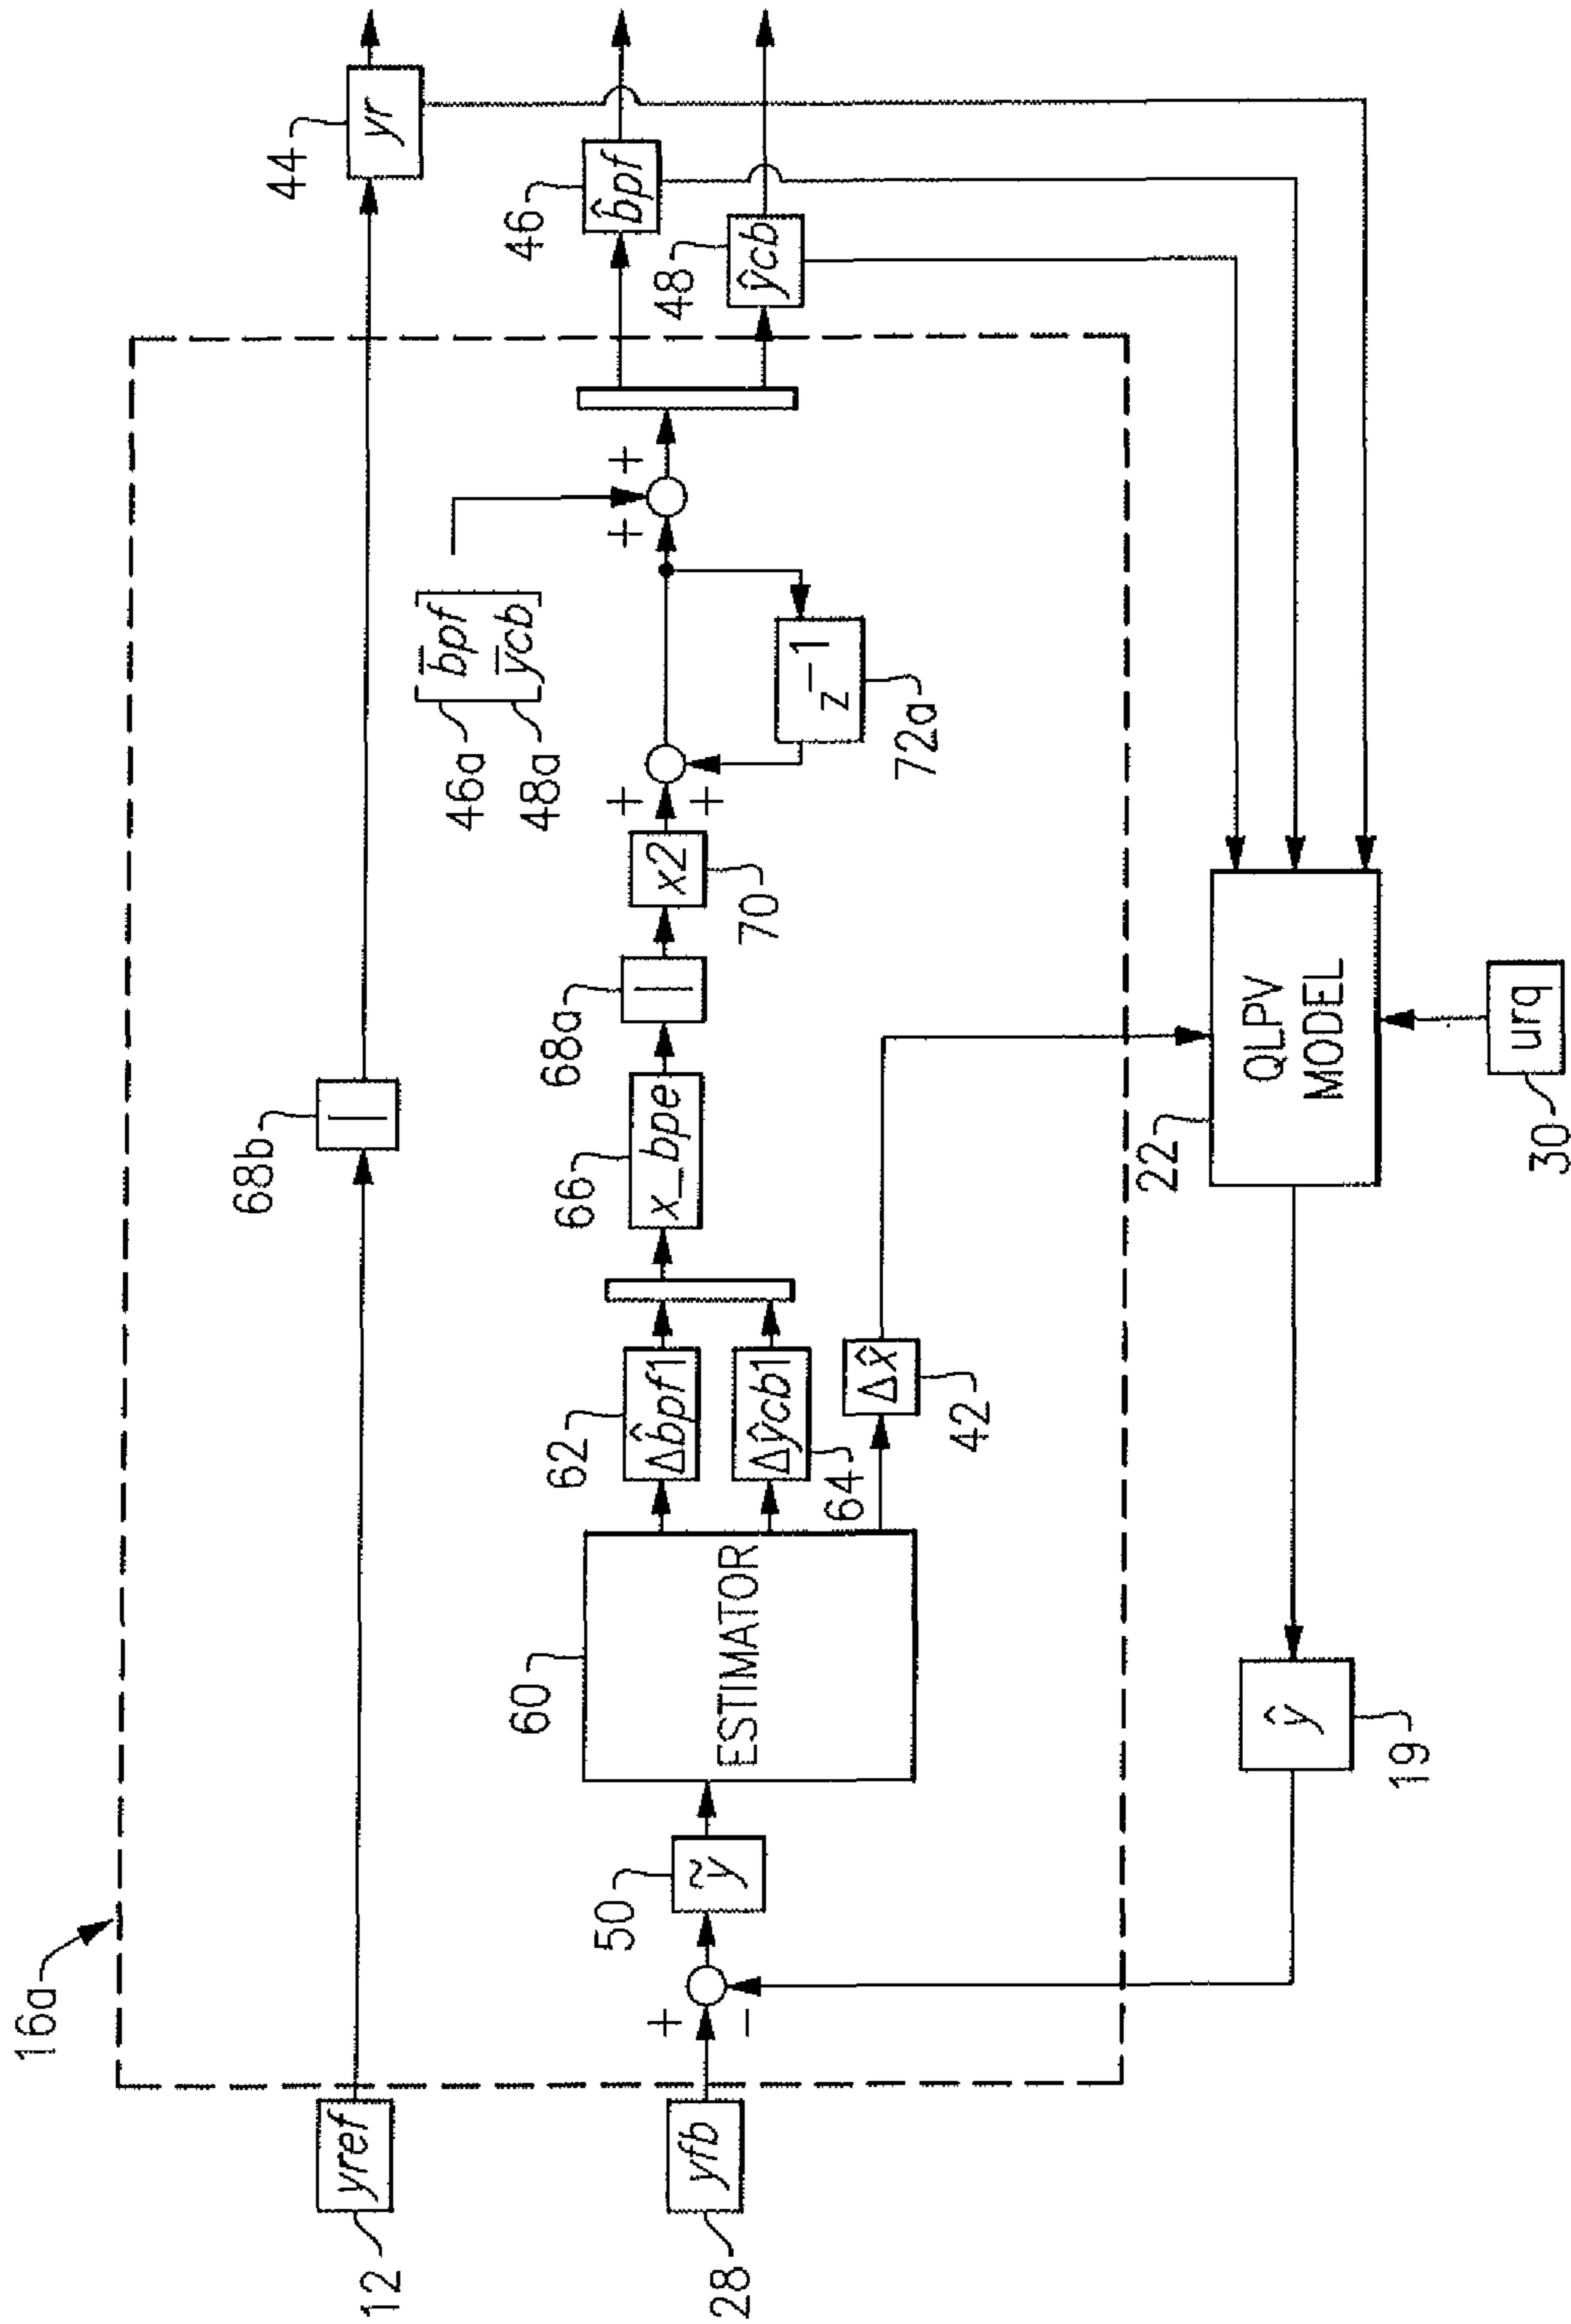 16a
12
yref
68b
44
yr
28
yfb
+
−
50
ỹ
60
ESTIMATOR
62
Δb̂pf1
Δŷcb1
64
Δx̂
42
66
x_bpe
68a
x2
70
+
+
z⁻¹
72a
46a
b̄pf
48a
ȳcb
+
+
46
b̂pf
48
ŷcb
19
ŷ
22
QLPV
MODEL
30
urq